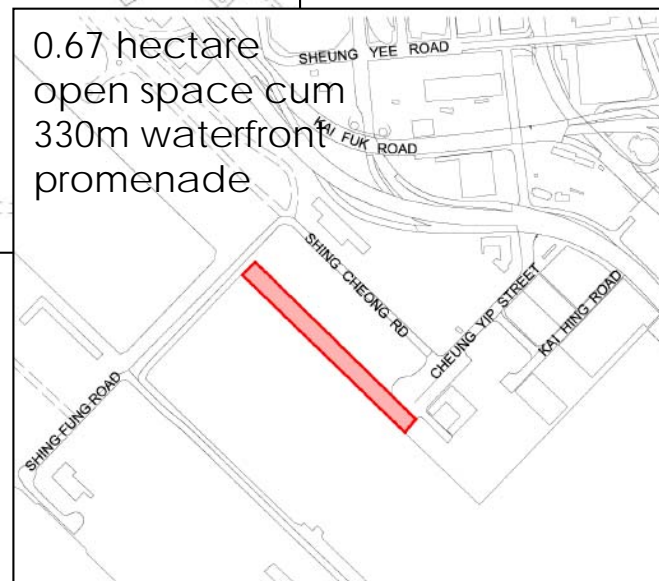 0.67 hectare
open space cum
330m waterfront
promenade
SHEUNG YEE ROAD
KAI FUK ROAD
SHING CHEONG RD
CHEUNG YIP STREET
KAI HING ROAD
SHING FUNG ROAD